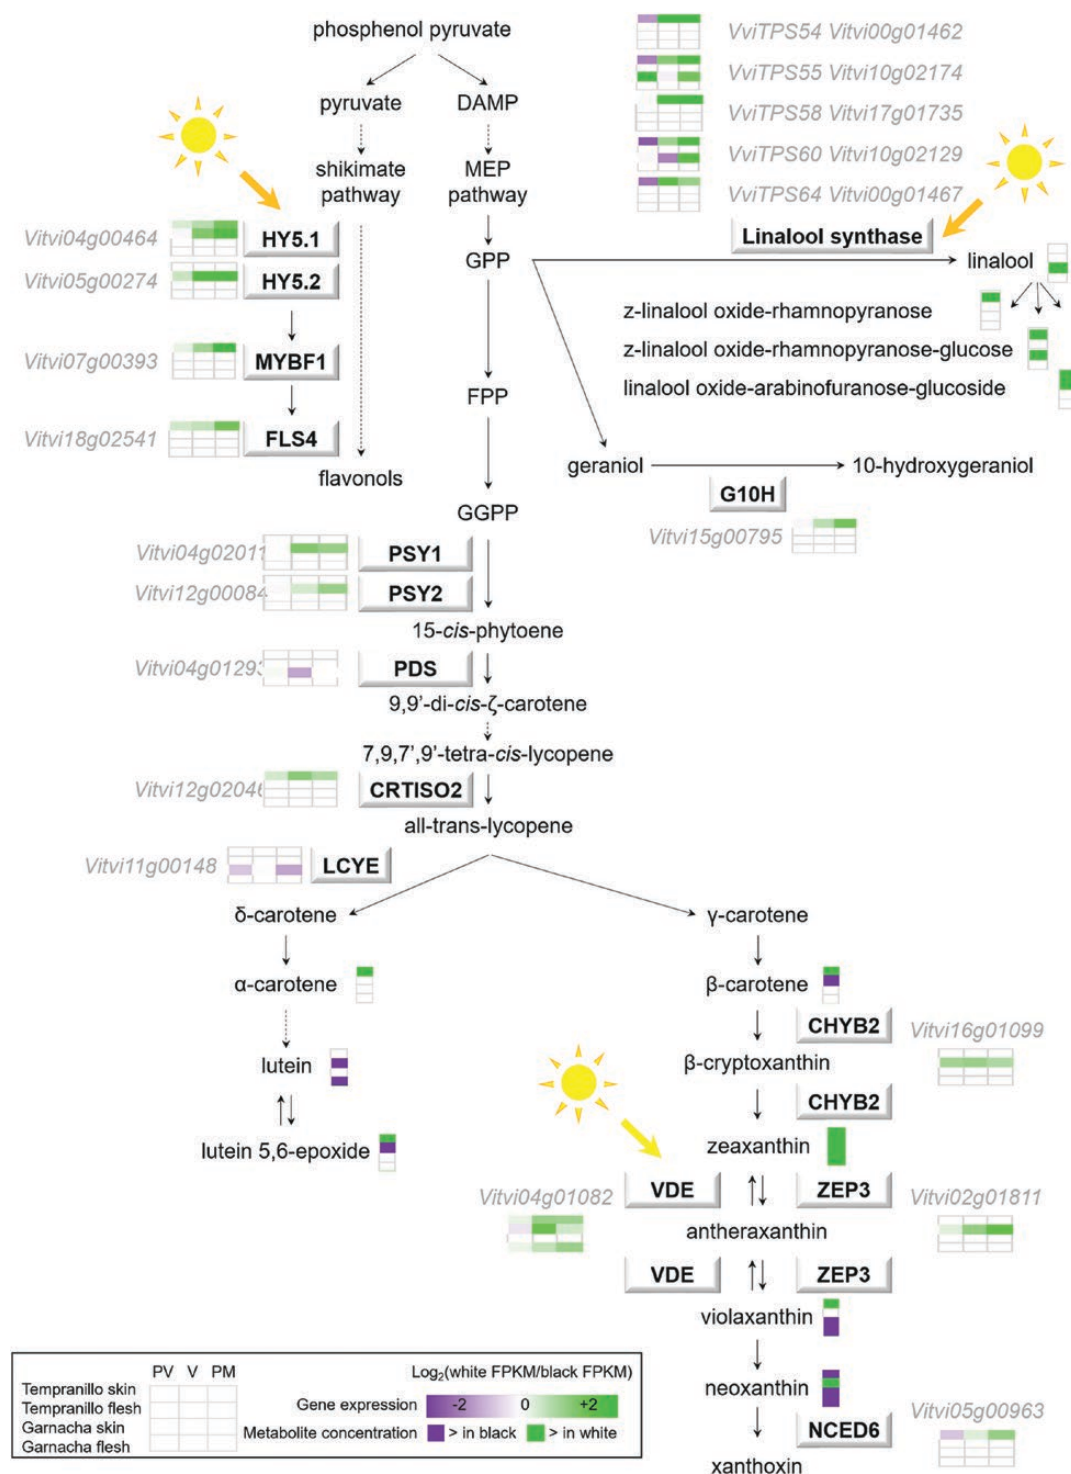 phosphenol pyruvate
pyruvate
DAMP
shikimate
pathway
MEP
pathway
VviTPS54 Vitvi00g01462
VviTPS55 Vitvi10g02174
VviTPS58 Vitvi17g01735
VviTPS60 Vitvi10g02129
VviTPS64 Vitvi00g01467
Linalool synthase
Vitvi04g00464
HY5.1
Vitvi05g00274
HY5.2
GPP
linalool
z-linalool oxide-rhamnopyranose
z-linalool oxide-rhamnopyranose-glucose
linalool oxide-arabinofuranose-glucoside
Vitvi07g00393
MYBF1
FPP
Vitvi18g02541
FLS4
flavonols
geraniol
10-hydroxygeraniol
G10H
Vitvi15g00795
GGPP
Vitvi04g02011
PSY1
Vitvi12g00084
PSY2
15-cis-phytoene
Vitvi04g01293
PDS
9,9'-di-cis-ζ-carotene
7,9,7',9'-tetra-cis-lycopene
Vitvi12g02046
CRTISO2
all-trans-lycopene
Vitvi11g00148
LCYE
δ-carotene
γ-carotene
α-carotene
β-carotene
CHYB2
Vitvi16g01099
lutein
β-cryptoxanthin
CHYB2
lutein 5,6-epoxide
zeaxanthin
Vitvi04g01082
VDE
ZEP3
Vitvi02g01811
antheraxanthin
VDE
ZEP3
violaxanthin
neoxanthin
Vitvi05g00963
NCED6
xanthoxin
PV V PM
Tempranillo skin
Tempranillo flesh
Garnacha skin
Garnacha flesh
Log2(white FPKM/black FPKM)
Gene expression -2 0 +2
Metabolite concentration > in black > in white